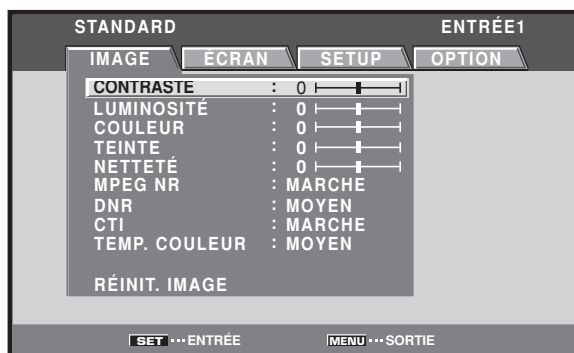 STANDARD ENTRÉE1
IMAGE ÉCRAN SETUP OPTION
CONTRASTE : 0
LUMINOSITÉ : 0
COULEUR : 0
TEINTE : 0
NETTETÉ : 0
MPEG NR : MARCHE
DNR : MOYEN
CTI : MARCHE
TEMP. COULEUR : MOYEN
RÉINIT. IMAGE
SET ··· ENTRÉE MENU ··· SORTIE